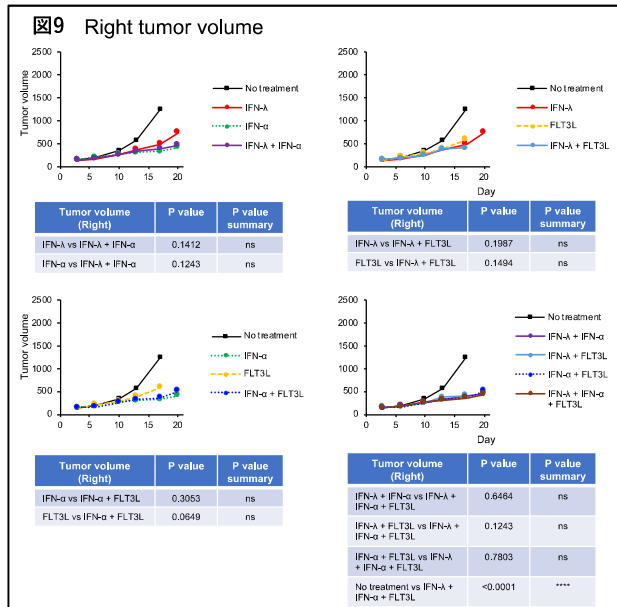 図9 Right tumor volume
Tumor volume
2500
2000
1500
1000
500
0
0 5 10 15 20
No treatment
IFN-λ
IFN-α
IFN-λ + IFN-α
Tumor volume (Right) P value P value summary
IFN-λ vs IFN-λ + IFN-α 0.1412 ns
IFN-α vs IFN-λ + IFN-α 0.1243 ns
2500
2000
1500
1000
500
0
0 5 10 15 20
Day
No treatment
IFN-λ
FLT3L
IFN-λ + FLT3L
Tumor volume (Right) P value P value summary
IFN-λ vs IFN-λ + FLT3L 0.1987 ns
FLT3L vs IFN-λ + FLT3L 0.1494 ns
Tumor volume
2500
2000
1500
1000
500
0
0 5 10 15 20
No treatment
IFN-α
FLT3L
IFN-α + FLT3L
Tumor volume (Right) P value P value summary
IFN-α vs IFN-α + FLT3L 0.3053 ns
FLT3L vs IFN-α + FLT3L 0.0649 ns
2500
2000
1500
1000
500
0
0 5 10 15 20
Day
No treatment
IFN-λ + IFN-α
IFN-λ + FLT3L
IFN-α + FLT3L
IFN-λ + IFN-α
+ FLT3L
Tumor volume (Right) P value P value summary
IFN-λ + IFN-α vs IFN-λ +
IFN-α + FLT3L 0.6464 ns
IFN-λ + FLT3L vs IFN-λ +
IFN-α + FLT3L 0.1243 ns
IFN-α + FLT3L vs IFN-λ
+ IFN-α + FLT3L 0.7803 ns
No treatment vs IFN-λ +
IFN-α + FLT3L <0.0001 ****